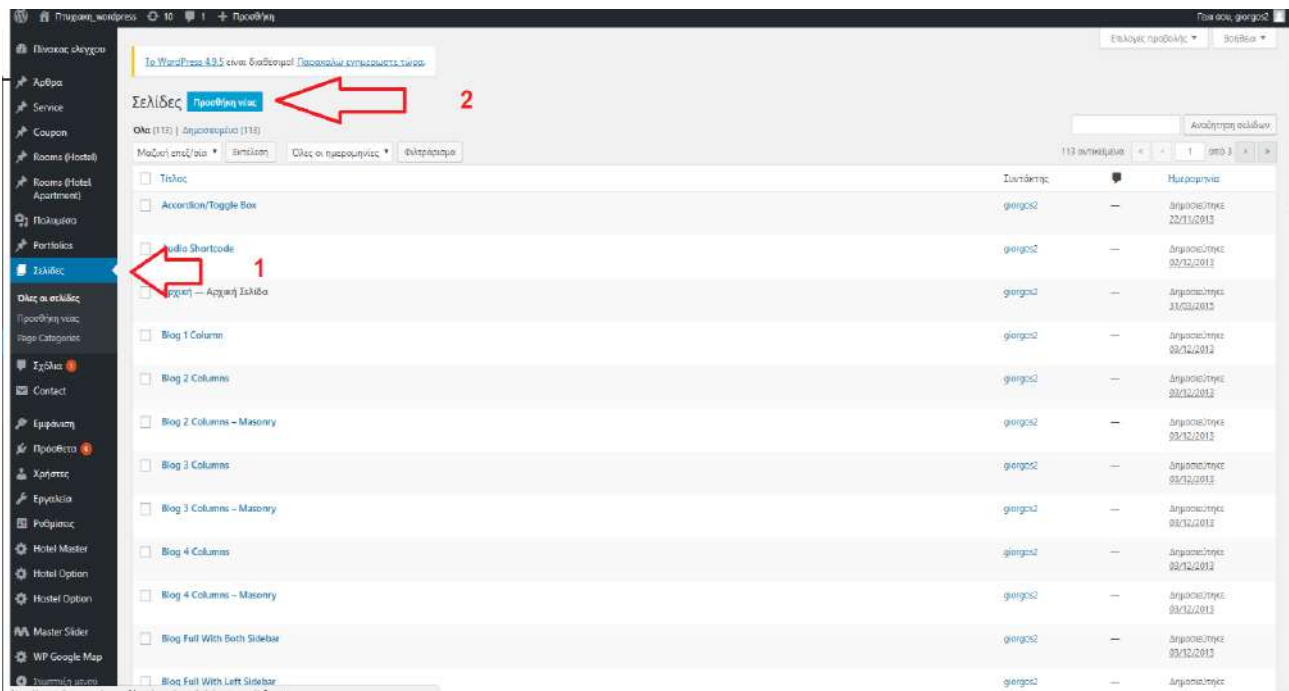 Πτυχιακη_wordpress 10 1 + Προσθήκη
Γεια σου, giorgos2
Πίνακας ελέγχου
Άρθρα
Service
Coupon
Rooms (Hostel)
Rooms (Hotel
Apartment)
Πολυμέσα
Portfolios
Σελίδες
Όλες οι σελίδες
Προσθήκη νέας
Page Categories
Σχόλια 1
Contact
Εμφάνιση
Πρόσθετα
Χρήστες
Εργαλεία
Ρυθμίσεις
Hotel Master
Hotel Option
Hostel Option
Master Slider
WP Google Map
Σύμπτυξη μενού
Επιλογές προβολής ▼ Βοήθεια ▼
Το WordPress 4.9.5 είναι διαθέσιμο! Παρακαλώ ενημερώστε τώρα.
Σελίδες Προσθήκη νέας
2
Όλα (113) | Δημοσιευμένα (113)
Αναζήτηση σελίδων
Μαζική επεξ/σία ▼ Εκτέλεση Όλες οι ημερομηνίες ▼ Φιλτράρισμα
113 αντικείμενα « ‹ 1 από 3 › »
Τίτλος Συντάκτης Ημερομηνία
Accordion/Toggle Box giorgos2 — Δημοσιεύτηκε
22/11/2013
Audio Shortcode giorgos2 — Δημοσιεύτηκε
02/12/2013
1
Αρχική — Αρχική Σελίδα giorgos2 — Δημοσιεύτηκε
31/03/2015
Blog 1 Column giorgos2 — Δημοσιεύτηκε
03/12/2013
Blog 2 Columns giorgos2 — Δημοσιεύτηκε
03/12/2013
Blog 2 Columns – Masonry giorgos2 — Δημοσιεύτηκε
03/12/2013
Blog 3 Columns giorgos2 — Δημοσιεύτηκε
03/12/2013
Blog 3 Columns – Masonry giorgos2 — Δημοσιεύτηκε
03/12/2013
Blog 4 Columns giorgos2 — Δημοσιεύτηκε
03/12/2013
Blog 4 Columns – Masonry giorgos2 — Δημοσιεύτηκε
03/12/2013
Blog Full With Both Sidebar giorgos2 — Δημοσιεύτηκε
03/12/2013
Blog Full With Left Sidebar giorgos2 — Δημοσιεύτηκε